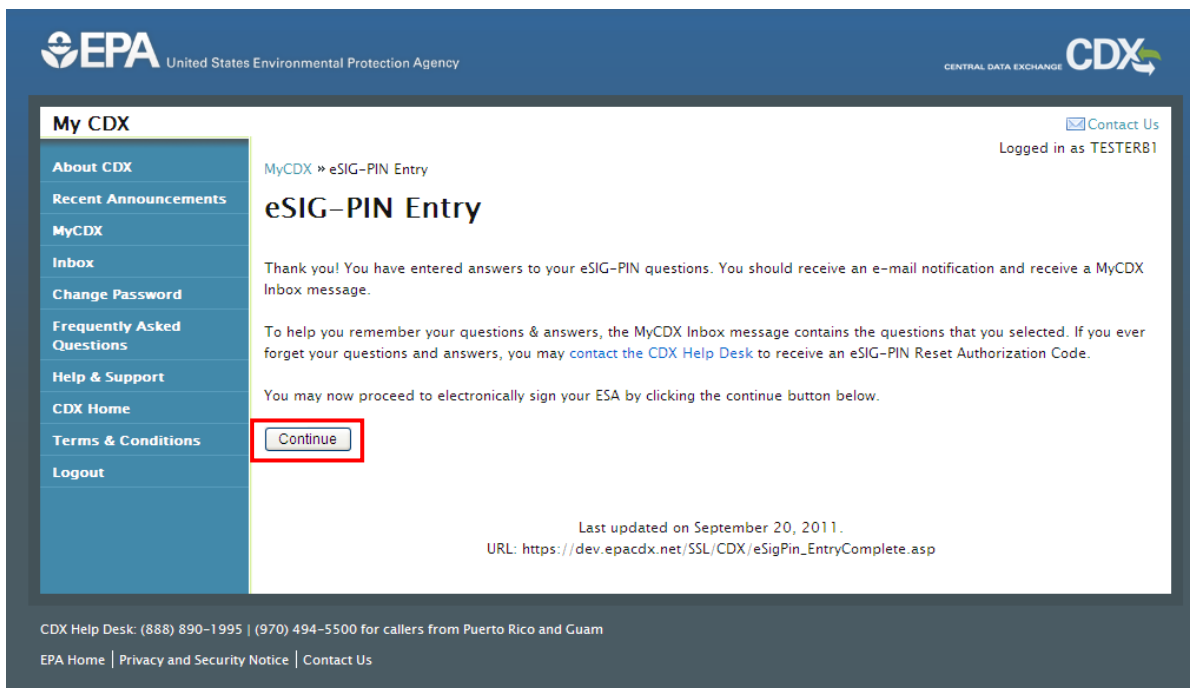 EPA United States Environmental Protection Agency
CENTRAL DATA EXCHANGE CDX
My CDX
Contact Us
Logged in as TESTERB1
About CDX
Recent Announcements
MyCDX
Inbox
Change Password
Frequently Asked
Questions
Help & Support
CDX Home
Terms & Conditions
Logout
MyCDX » eSIG-PIN Entry
eSIG-PIN Entry
Thank you! You have entered answers to your eSIG-PIN questions. You should receive an e-mail notification and receive a MyCDX
Inbox message.
To help you remember your questions & answers, the MyCDX Inbox message contains the questions that you selected. If you ever
forget your questions and answers, you may contact the CDX Help Desk to receive an eSIG-PIN Reset Authorization Code.
You may now proceed to electronically sign your ESA by clicking the continue button below.
Continue
Last updated on September 20, 2011.
URL: https://dev.epacdx.net/SSL/CDX/eSigPin_EntryComplete.asp
CDX Help Desk: (888) 890-1995 | (970) 494-5500 for callers from Puerto Rico and Guam
EPA Home | Privacy and Security Notice | Contact Us